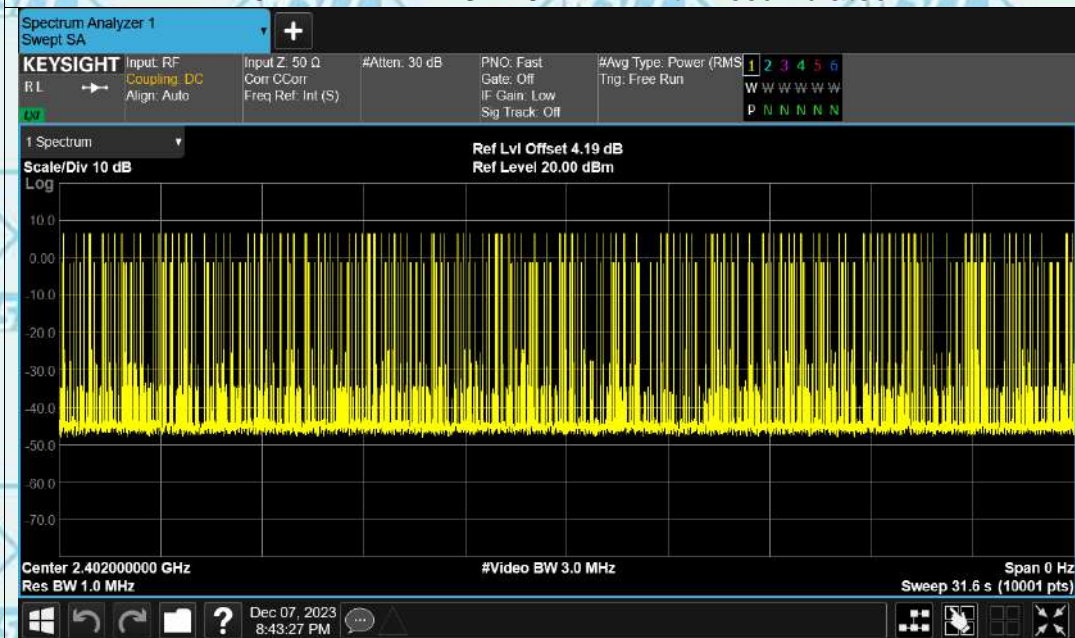 Spectrum Analyzer 1
Swept SA
KEYSIGHT
RL
LXI
Input: RF
Coupling: DC
Align: Auto
Input Z: 50 Ω
Corr CCorr
Freq Ref: Int (S)
#Atten: 30 dB
PNO: Fast
Gate: Off
IF Gain: Low
Sig Track: Off
#Avg Type: Power (RMS
Trig: Free Run
1 2 3 4 5 6
W W W W W W
P N N N N N
1 Spectrum
Scale/Div 10 dB
Log
Ref Lvl Offset 4.19 dB
Ref Level 20.00 dBm
10.0
0.00
-10.0
-20.0
-30.0
-40.0
-50.0
-60.0
-70.0
Center 2.402000000 GHz
Res BW 1.0 MHz
#Video BW 3.0 MHz
Span 0 Hz
Sweep 31.6 s (10001 pts)
?
Dec 07, 2023
8:43:27 PM